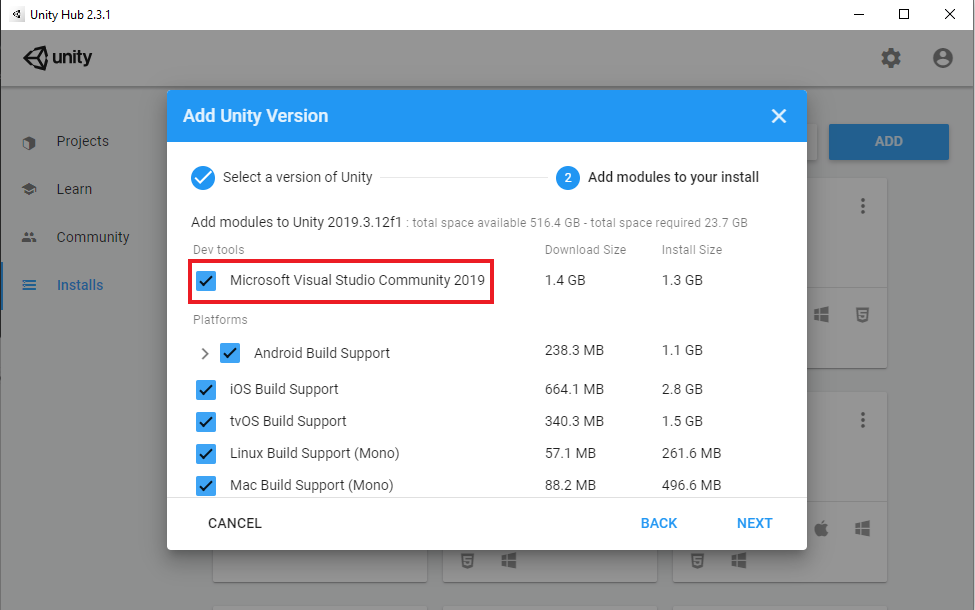 Unity Hub 2.3.1
unity
Projects
Learn
Community
Installs
ADD
Add Unity Version
Select a version of Unity
2 Add modules to your install
Add modules to Unity 2019.3.12f1 : total space available 516.4 GB - total space required 23.7 GB
Dev tools Download Size Install Size
Microsoft Visual Studio Community 2019 1.4 GB 1.3 GB
Platforms
Android Build Support 238.3 MB 1.1 GB
iOS Build Support 664.1 MB 2.8 GB
tvOS Build Support 340.3 MB 1.5 GB
Linux Build Support (Mono) 57.1 MB 261.6 MB
Mac Build Support (Mono) 88.2 MB 496.6 MB
CANCEL BACK NEXT